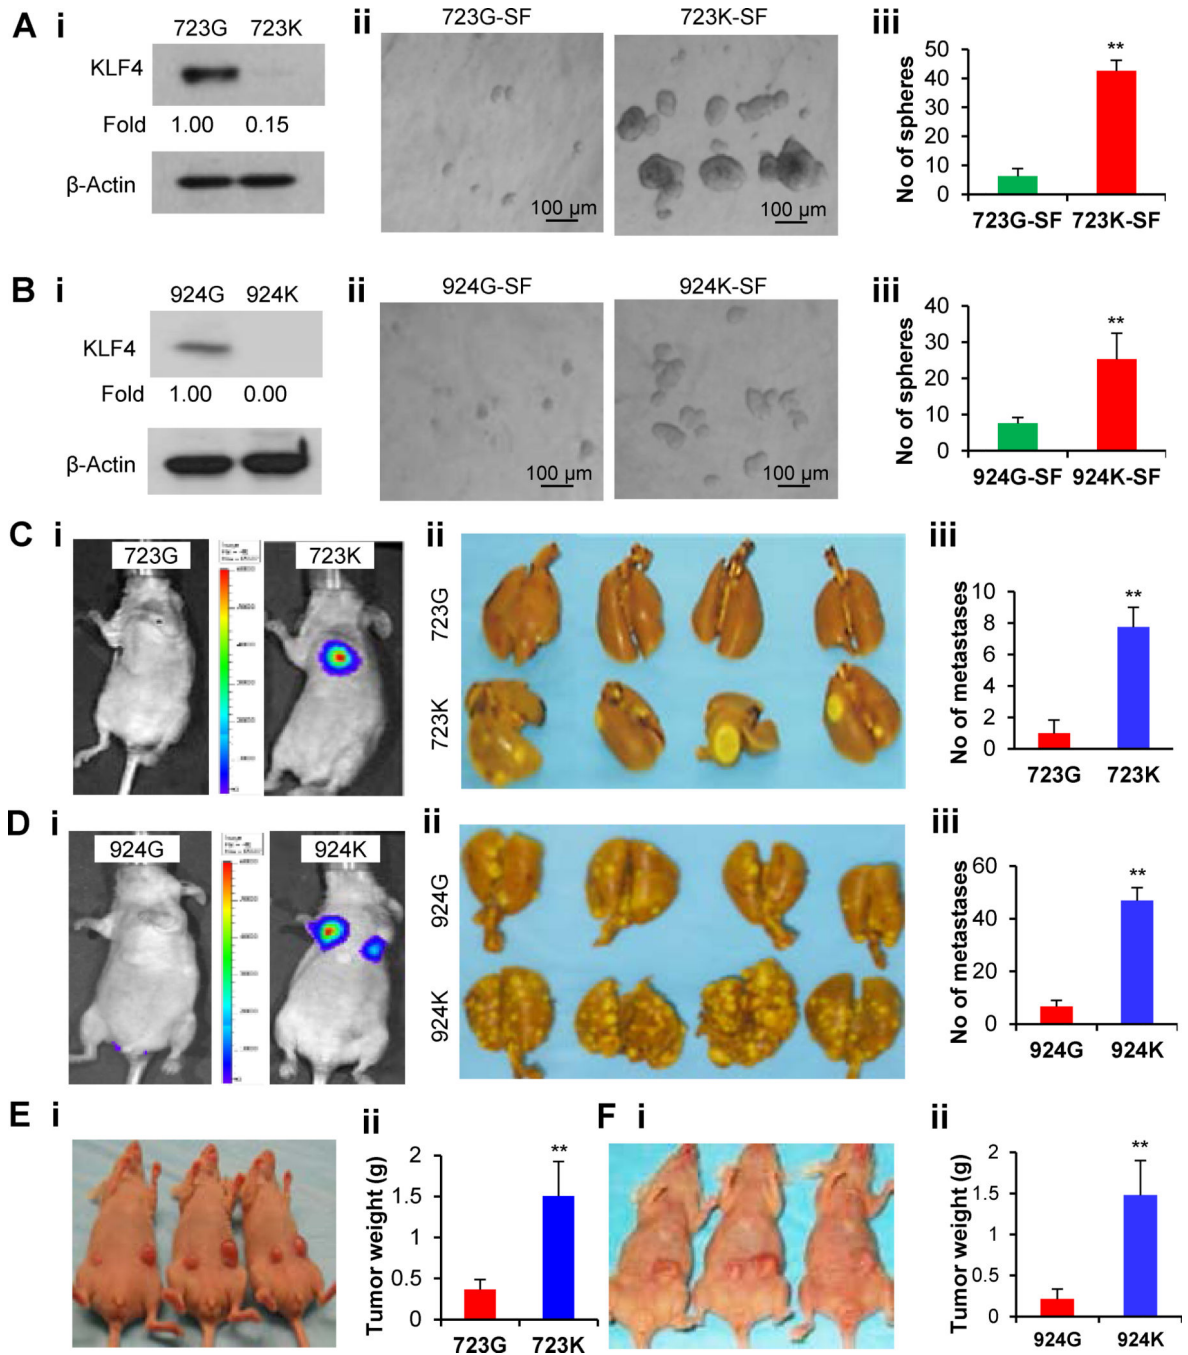 A i
723G 723K
KLF4
Fold 1.00 0.15
β-Actin
ii
723G-SF 723K-SF
100 µm 100 µm
iii
No of spheres
50
40
30
20
10
0
**
723G-SF 723K-SF
B i
924G 924K
KLF4
Fold 1.00 0.00
β-Actin
ii
924G-SF 924K-SF
100 µm 100 µm
iii
No of spheres
40
30
20
10
0
**
924G-SF 924K-SF
C i
723G 723K
Image
ii
723G
723K
iii
No of metastases
10
8
6
4
2
0
**
723G 723K
D i
924G 924K
Image
ii
924G
924K
iii
No of metastases
60
40
20
0
**
924G 924K
E i
ii
Tumor weight (g)
2
1.5
1
0.5
0
**
723G 723K
F i
ii
Tumor weight (g)
2
1.5
1
0.5
0
**
924G 924K